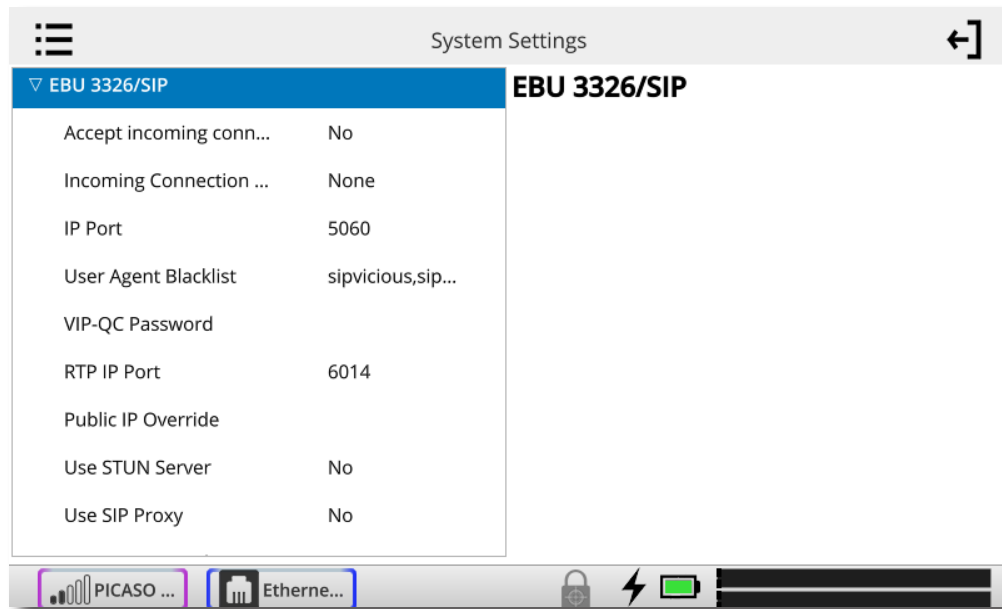 System Settings
▽ EBU 3326/SIP
EBU 3326/SIP
Accept incoming conn... No
Incoming Connection ... None
IP Port 5060
User Agent Blacklist sipvicious,sip...
VIP-QC Password
RTP IP Port 6014
Public IP Override
Use STUN Server No
Use SIP Proxy No
PICASO ... Etherne...